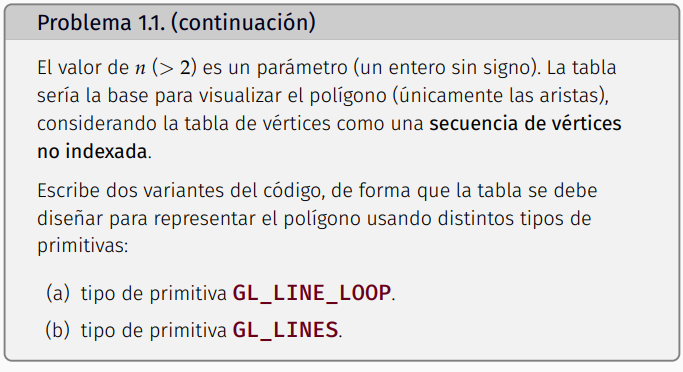 Problema 1.1. (continuación)
El valor de n (> 2) es un parámetro (un entero sin signo). La tabla
sería la base para visualizar el polígono (únicamente las aristas),
considerando la tabla de vértices como una secuencia de vértices
no indexada.
Escribe dos variantes del código, de forma que la tabla se debe
diseñar para representar el polígono usando distintos tipos de
primitivas:
(a) tipo de primitiva GL_LINE_LOOP.
(b) tipo de primitiva GL_LINES.